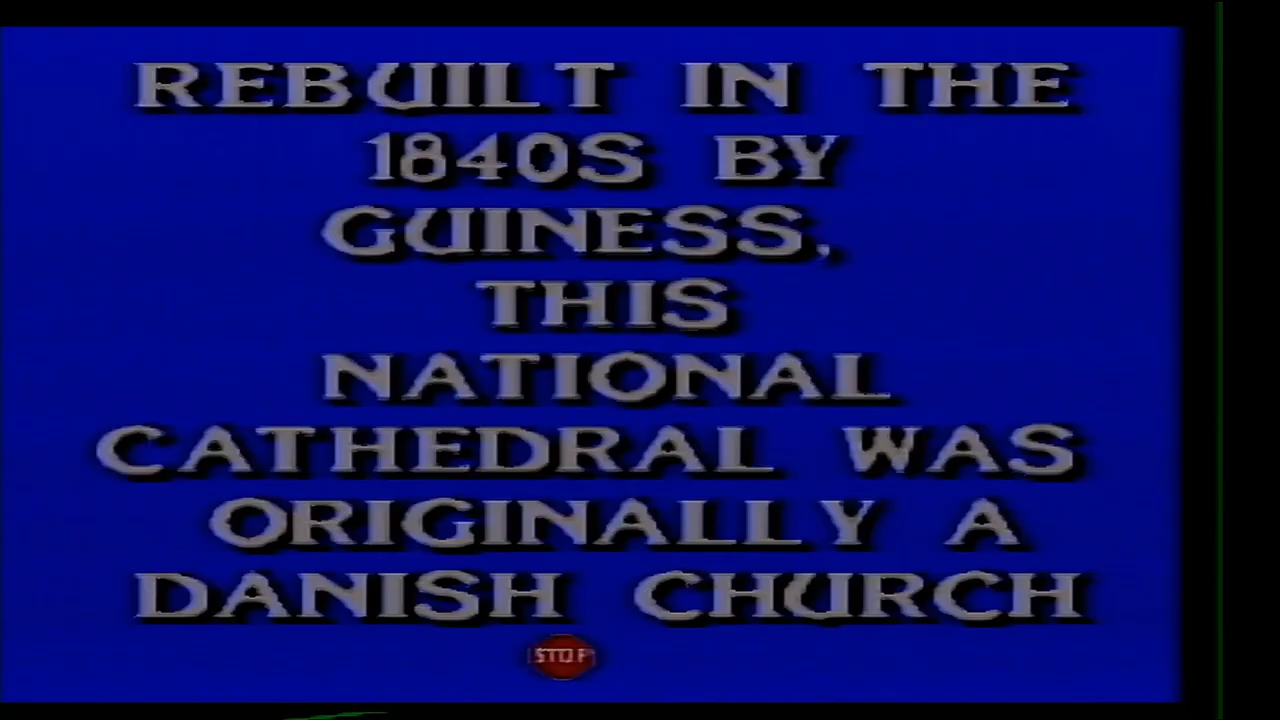 REBUILT IN THE
1840S BY
GUINESS,
THIS
NATIONAL
CATHEDRAL WAS
ORIGINALLY A
DANISH CHURCH
STOP